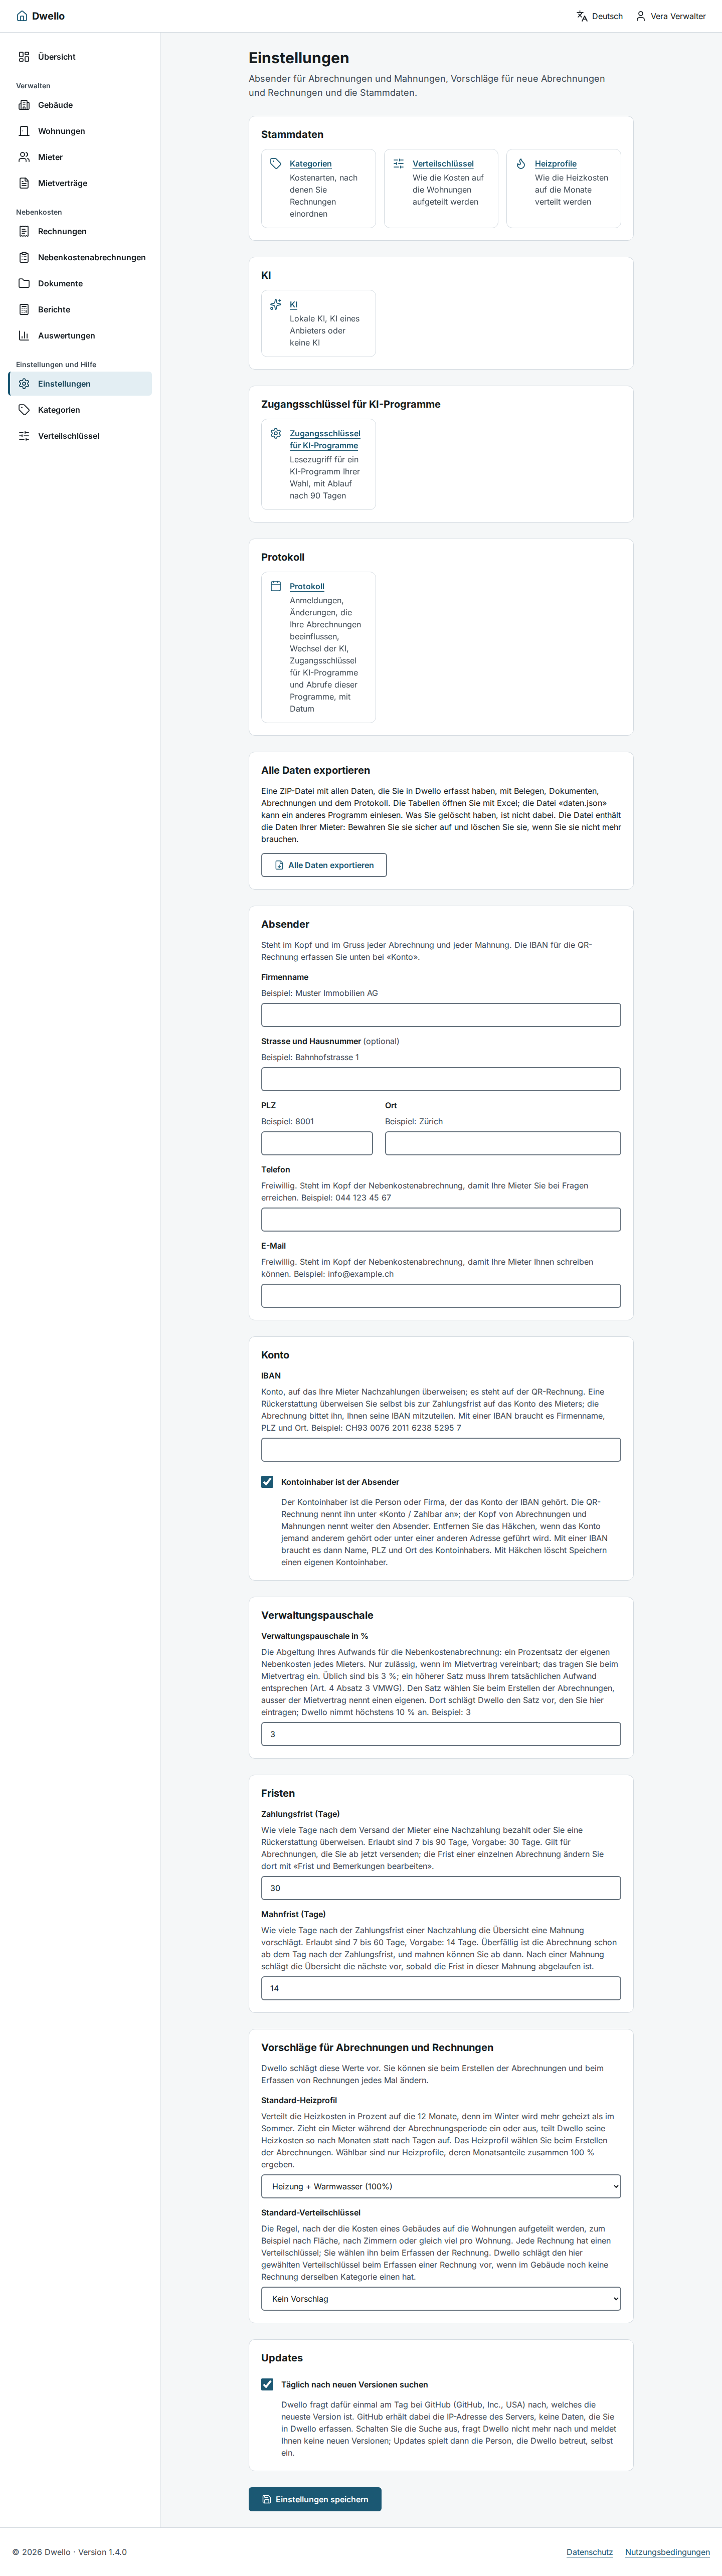 Dwello
Deutsch
Vera Verwalter
Übersicht
Verwalten
Gebäude
Wohnungen
Mieter
Mietverträge
Nebenkosten
Rechnungen
Nebenkostenabrechnungen
Dokumente
Berichte
Auswertungen
Einstellungen und Hilfe
Einstellungen
Kategorien
Verteilschlüssel
Einstellungen
Absender für Abrechnungen und Mahnungen, Vorschläge für neue Abrechnungen
und Rechnungen und die Stammdaten.
Stammdaten
Kategorien
Kostenarten, nach
denen Sie
Rechnungen
einordnen
Verteilschlüssel
Wie die Kosten auf
die Wohnungen
aufgeteilt werden
Heizprofile
Wie die Heizkosten
auf die Monate
verteilt werden
KI
KI
Lokale KI, KI eines
Anbieters oder
keine KI
Zugangsschlüssel für KI-Programme
Zugangsschlüssel
für KI-Programme
Lesezugriff für ein
KI-Programm Ihrer
Wahl, mit Ablauf
nach 90 Tagen
Protokoll
Protokoll
Anmeldungen,
Änderungen, die
Ihre Abrechnungen
beeinflussen,
Wechsel der KI,
Zugangsschlüssel
für KI-Programme
und Abrufe dieser
Programme, mit
Datum
Alle Daten exportieren
Eine ZIP-Datei mit allen Daten, die Sie in Dwello erfasst haben, mit Belegen, Dokumenten,
Abrechnungen und dem Protokoll. Die Tabellen öffnen Sie mit Excel; die Datei «daten.json»
kann ein anderes Programm einlesen. Was Sie gelöscht haben, ist nicht dabei. Die Datei enthält
die Daten Ihrer Mieter: Bewahren Sie sie sicher auf und löschen Sie sie, wenn Sie sie nicht mehr
brauchen.
Alle Daten exportieren
Absender
Steht im Kopf und im Gruss jeder Abrechnung und jeder Mahnung. Die IBAN für die QR-
Rechnung erfassen Sie unten bei «Konto».
Firmenname
Beispiel: Muster Immobilien AG
Strasse und Hausnummer (optional)
Beispiel: Bahnhofstrasse 1
PLZ
Beispiel: 8001
Ort
Beispiel: Zürich
Telefon
Freiwillig. Steht im Kopf der Nebenkostenabrechnung, damit Ihre Mieter Sie bei Fragen
erreichen. Beispiel: 044 123 45 67
E-Mail
Freiwillig. Steht im Kopf der Nebenkostenabrechnung, damit Ihre Mieter Ihnen schreiben
können. Beispiel: info@example.ch
Konto
IBAN
Konto, auf das Ihre Mieter Nachzahlungen überweisen; es steht auf der QR-Rechnung. Eine
Rückerstattung überweisen Sie selbst bis zur Zahlungsfrist auf das Konto des Mieters; die
Abrechnung bittet ihn, Ihnen seine IBAN mitzuteilen. Mit einer IBAN braucht es Firmenname,
PLZ und Ort. Beispiel: CH93 0076 2011 6238 5295 7
Kontoinhaber ist der Absender
Der Kontoinhaber ist die Person oder Firma, der das Konto der IBAN gehört. Die QR-
Rechnung nennt ihn unter «Konto / Zahlbar an»; der Kopf von Abrechnungen und
Mahnungen nennt weiter den Absender. Entfernen Sie das Häkchen, wenn das Konto
jemand anderem gehört oder unter einer anderen Adresse geführt wird. Mit einer IBAN
braucht es dann Name, PLZ und Ort des Kontoinhabers. Mit Häkchen löscht Speichern
einen eigenen Kontoinhaber.
Verwaltungspauschale
Verwaltungspauschale in %
Die Abgeltung Ihres Aufwands für die Nebenkostenabrechnung: ein Prozentsatz der eigenen
Nebenkosten jedes Mieters. Nur zulässig, wenn im Mietvertrag vereinbart; das tragen Sie beim
Mietvertrag ein. Üblich sind bis 3 %; ein höherer Satz muss Ihrem tatsächlichen Aufwand
entsprechen (Art. 4 Absatz 3 VMWG). Den Satz wählen Sie beim Erstellen der Abrechnungen,
ausser der Mietvertrag nennt einen eigenen. Dort schlägt Dwello den Satz vor, den Sie hier
eintragen; Dwello nimmt höchstens 10 % an. Beispiel: 3
3
Fristen
Zahlungsfrist (Tage)
Wie viele Tage nach dem Versand der Mieter eine Nachzahlung bezahlt oder Sie eine
Rückerstattung überweisen. Erlaubt sind 7 bis 90 Tage, Vorgabe: 30 Tage. Gilt für
Abrechnungen, die Sie ab jetzt versenden; die Frist einer einzelnen Abrechnung ändern Sie
dort mit «Frist und Bemerkungen bearbeiten».
30
Mahnfrist (Tage)
Wie viele Tage nach der Zahlungsfrist einer Nachzahlung die Übersicht eine Mahnung
vorschlägt. Erlaubt sind 7 bis 60 Tage, Vorgabe: 14 Tage. Überfällig ist die Abrechnung schon
ab dem Tag nach der Zahlungsfrist, und mahnen können Sie ab dann. Nach einer Mahnung
schlägt die Übersicht die nächste vor, sobald die Frist in dieser Mahnung abgelaufen ist.
14
Vorschläge für Abrechnungen und Rechnungen
Dwello schlägt diese Werte vor. Sie können sie beim Erstellen der Abrechnungen und beim
Erfassen von Rechnungen jedes Mal ändern.
Standard-Heizprofil
Verteilt die Heizkosten in Prozent auf die 12 Monate, denn im Winter wird mehr geheizt als im
Sommer. Zieht ein Mieter während der Abrechnungsperiode ein oder aus, teilt Dwello seine
Heizkosten so nach Monaten statt nach Tagen auf. Das Heizprofil wählen Sie beim Erstellen
der Abrechnungen. Wählbar sind nur Heizprofile, deren Monatsanteile zusammen 100 %
ergeben.
Heizung + Warmwasser (100%)
Standard-Verteilschlüssel
Die Regel, nach der die Kosten eines Gebäudes auf die Wohnungen aufgeteilt werden, zum
Beispiel nach Fläche, nach Zimmern oder gleich viel pro Wohnung. Jede Rechnung hat einen
Verteilschlüssel; Sie wählen ihn beim Erfassen der Rechnung. Dwello schlägt den hier
gewählten Verteilschlüssel beim Erfassen einer Rechnung vor, wenn im Gebäude noch keine
Rechnung derselben Kategorie einen hat.
Kein Vorschlag
Updates
Täglich nach neuen Versionen suchen
Dwello fragt dafür einmal am Tag bei GitHub (GitHub, Inc., USA) nach, welches die
neueste Version ist. GitHub erhält dabei die IP-Adresse des Servers, keine Daten, die Sie
in Dwello erfassen. Schalten Sie die Suche aus, fragt Dwello nicht mehr nach und meldet
Ihnen keine neuen Versionen; Updates spielt dann die Person, die Dwello betreut, selbst
ein.
Einstellungen speichern
© 2026 Dwello · Version 1.4.0
Datenschutz
Nutzungsbedingungen